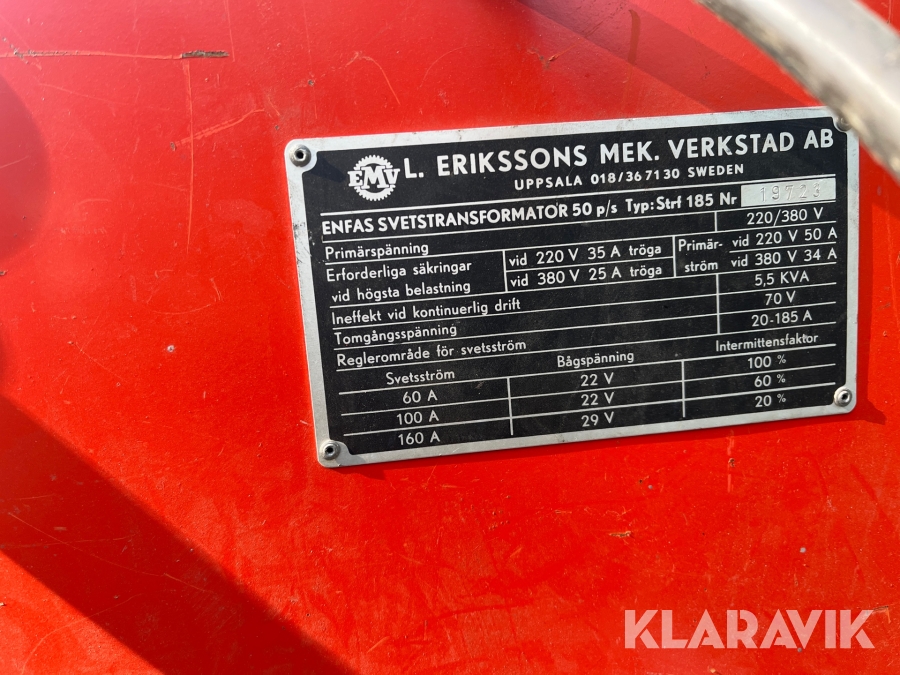 EMV L. ERIKSSONS MEK. VERKSTAD AB
UPPSALA 018/36 71 30 SWEDEN
ENFAS SVETSTRANSFORMATOR 50 p/s Typ: Strf 185 Nr 19723
Primärspänning 220/380 V
Erforderliga säkringar vid högsta belastning
vid 220 V 35 A tröga
vid 380 V 25 A tröga
Primär-
ström
vid 220 V 50 A
vid 380 V 34 A
Ineffekt vid kontinuerlig drift 5,5 KVA
Tomgångsspänning 70 V
Reglerområde för svetsström 20-185 A
Svetsström Bågspänning Intermittensfaktor
60 A 22 V 100 %
100 A 22 V 60 %
160 A 29 V 20 %
KLARAVIK